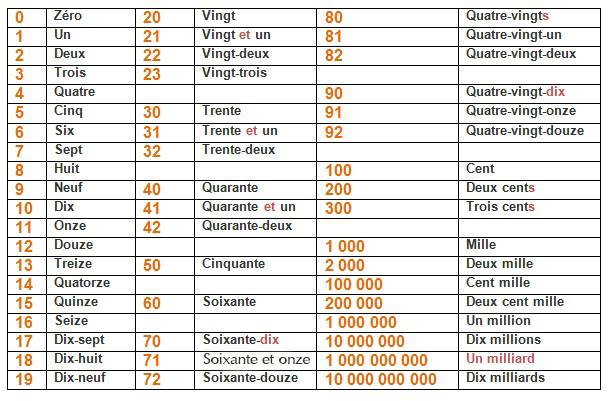 0 Zéro 20 Vingt 80 Quatre-vingts
1 Un 21 Vingt et un 81 Quatre-vingt-un
2 Deux 22 Vingt-deux 82 Quatre-vingt-deux
3 Trois 23 Vingt-trois
4 Quatre 90 Quatre-vingt-dix
5 Cinq 30 Trente 91 Quatre-vingt-onze
6 Six 31 Trente et un 92 Quatre-vingt-douze
7 Sept 32 Trente-deux
8 Huit 100 Cent
9 Neuf 40 Quarante 200 Deux cents
10 Dix 41 Quarante et un 300 Trois cents
11 Onze 42 Quarante-deux
12 Douze 1 000 Mille
13 Treize 50 Cinquante 2 000 Deux mille
14 Quatorze 100 000 Cent mille
15 Quinze 60 Soixante 200 000 Deux cent mille
16 Seize 1 000 000 Un million
17 Dix-sept 70 Soixante-dix 10 000 000 Dix millions
18 Dix-huit 71 Soixante et onze 1 000 000 000 Un milliard
19 Dix-neuf 72 Soixante-douze 10 000 000 000 Dix milliards